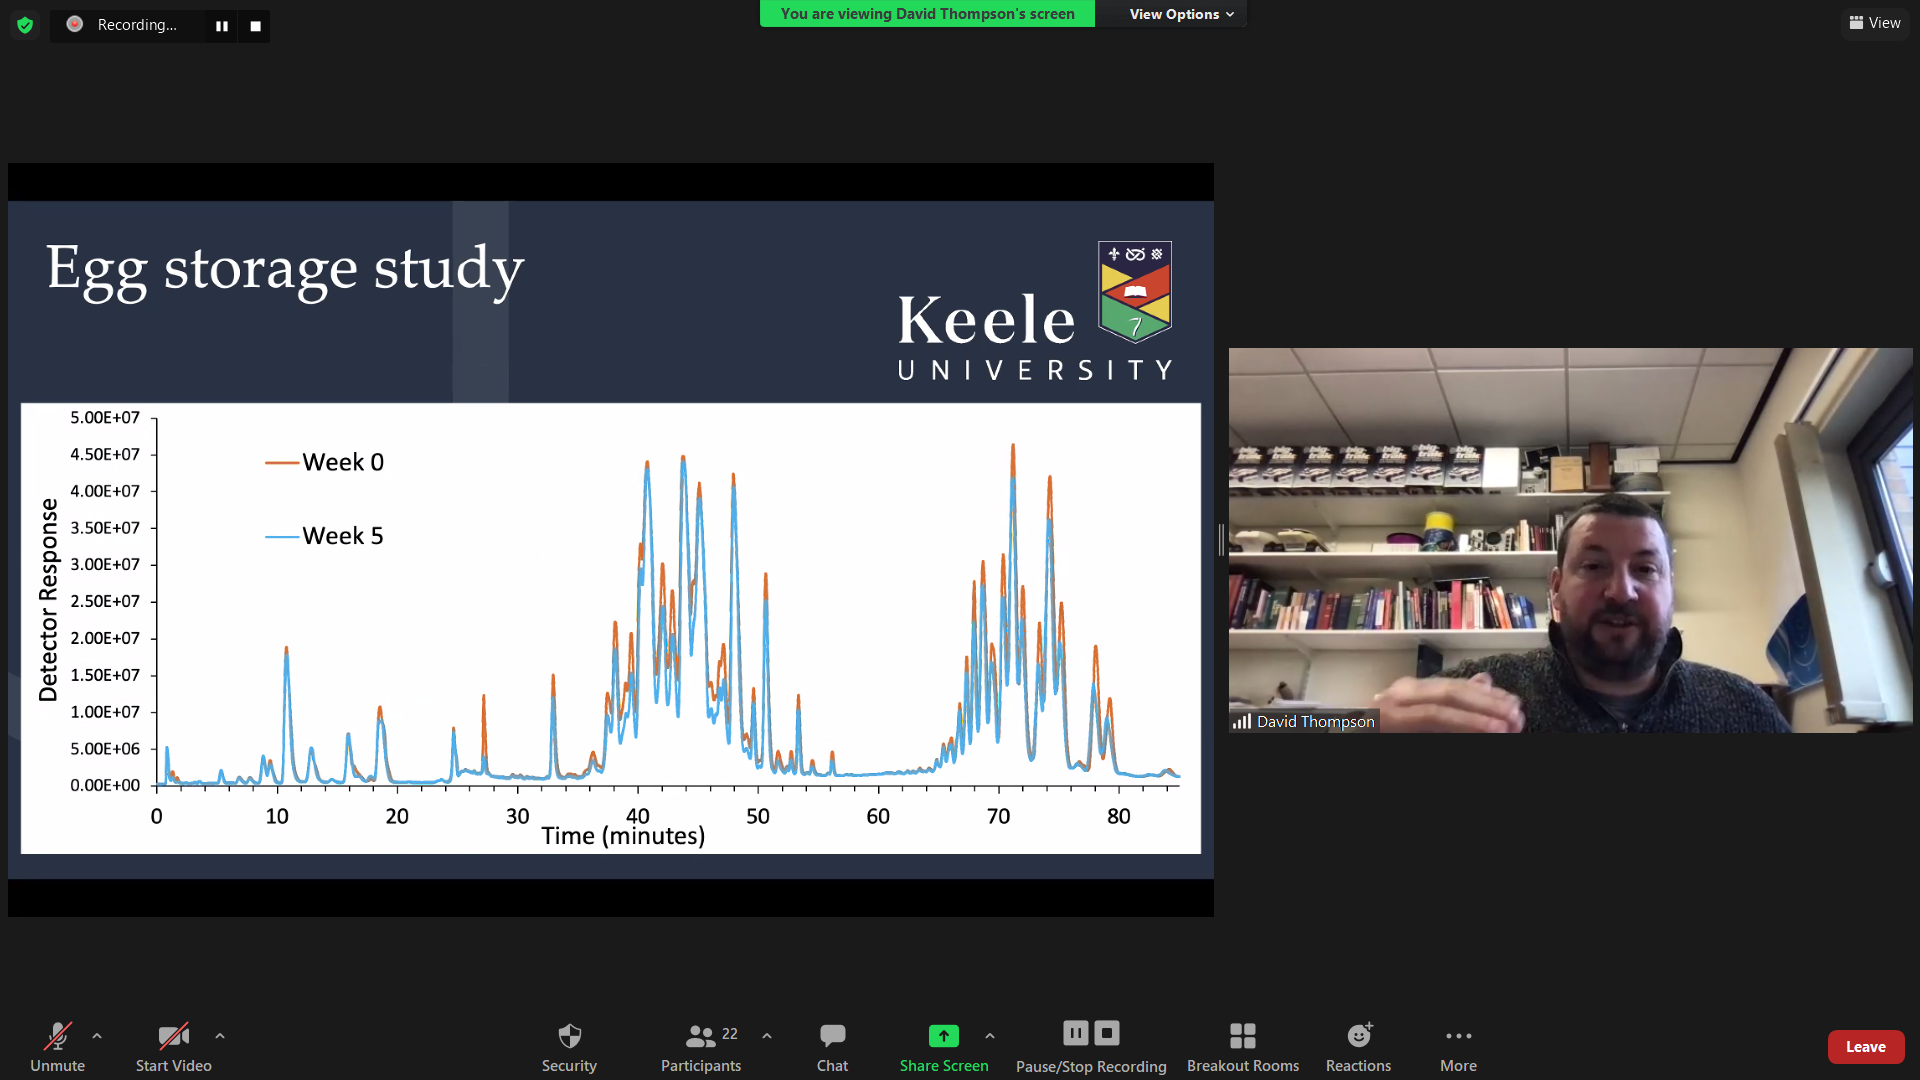 Recording...
You are viewing David Thompson's screen
View Options
View
Egg storage study
Keele
UNIVERSITY
5.00E+07
4.50E+07
4.00E+07
3.50E+07
3.00E+07
2.50E+07
2.00E+07
1.50E+07
1.00E+07
5.00E+06
0.00E+00
Detector Response
Week 0
Week 5
0 10 20 30 40 50 60 70 80
Time (minutes)
David Thompson
Unmute
Start Video
Security
22
Participants
Chat
Share Screen
Pause/Stop Recording
Breakout Rooms
Reactions
More
Leave